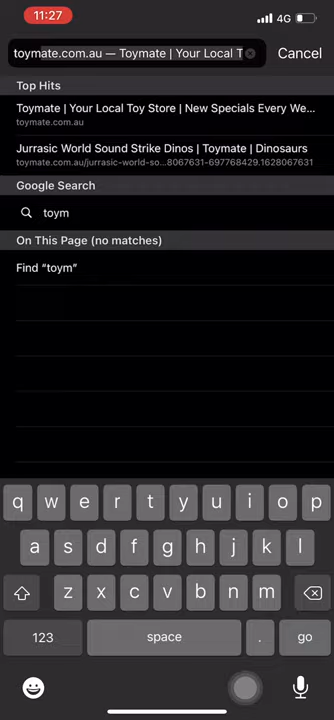 11:27
4G
toymate.com.au — Toymate | Your Local T
Cancel
Top Hits
Toymate | Your Local Toy Store | New Specials Every We...
toymate.com.au
Jurrasic World Sound Strike Dinos | Toymate | Dinosaurs
toymate.com.au/jurrasic-world-so...8067631-697768429.1628067631
Google Search
toym
On This Page (no matches)
Find "toym"
q w e r t y u i o p
a s d f g h j k l
z x c v b n m
123 space . go